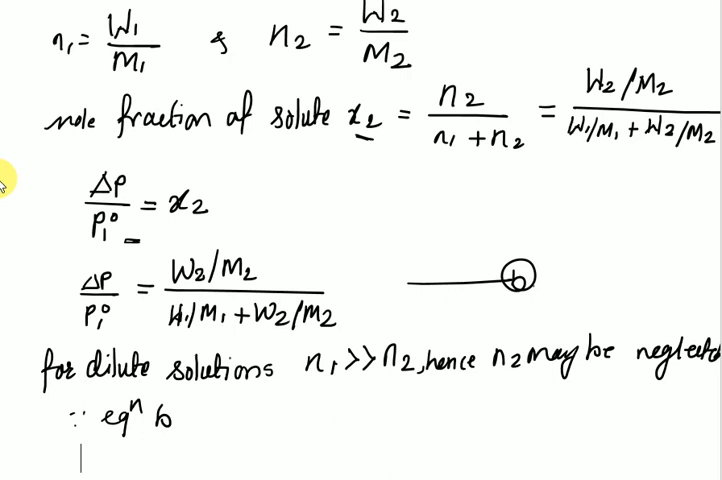 n₁ = W₁/M₁ & n₂ = W₂/M₂
mole fraction of solute x₂ = n₂/(n₁ + n₂) = (W₂/M₂)/(W₁/M₁ + W₂/M₂)
ΔP/P₁° = x₂
ΔP/P₁° = (W₂/M₂)/(W₁/M₁ + W₂/M₂) —— ⓑ
for dilute solutions n₁ >> n₂, hence n₂ may be neglectd
∵ eqⁿ b